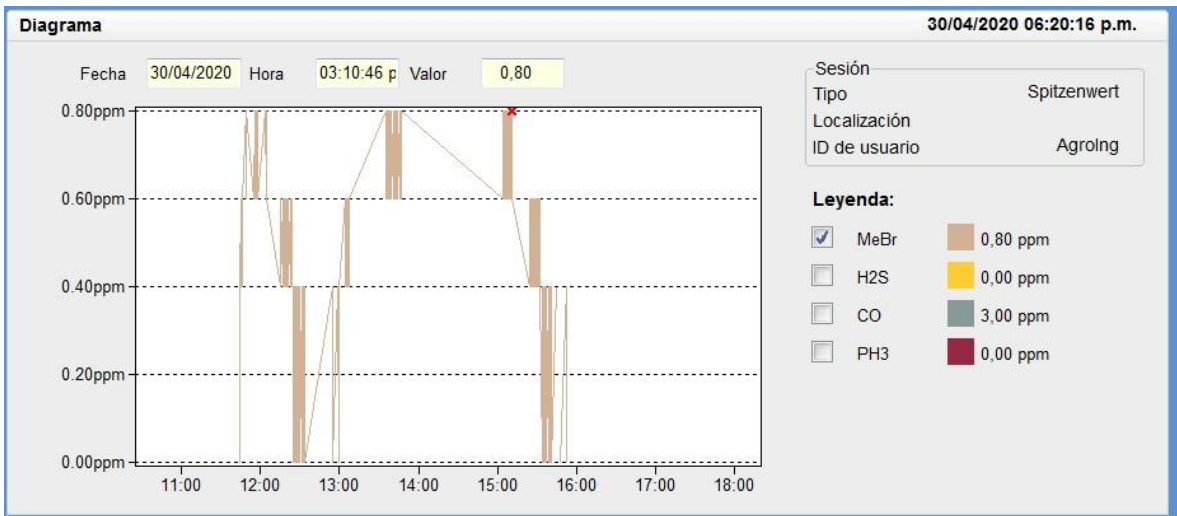 Diagrama 30/04/2020 06:20:16 p.m.
Fecha 30/04/2020 Hora 03:10:46 p Valor 0,80
0.80ppm
0.60ppm
0.40ppm
0.20ppm
0.00ppm
11:00 12:00 13:00 14:00 15:00 16:00 17:00 18:00
Sesión
Tipo Spitzenwert
Localización
ID de usuario AgroIng
Leyenda:
MeBr 0,80 ppm
H2S 0,00 ppm
CO 3,00 ppm
PH3 0,00 ppm